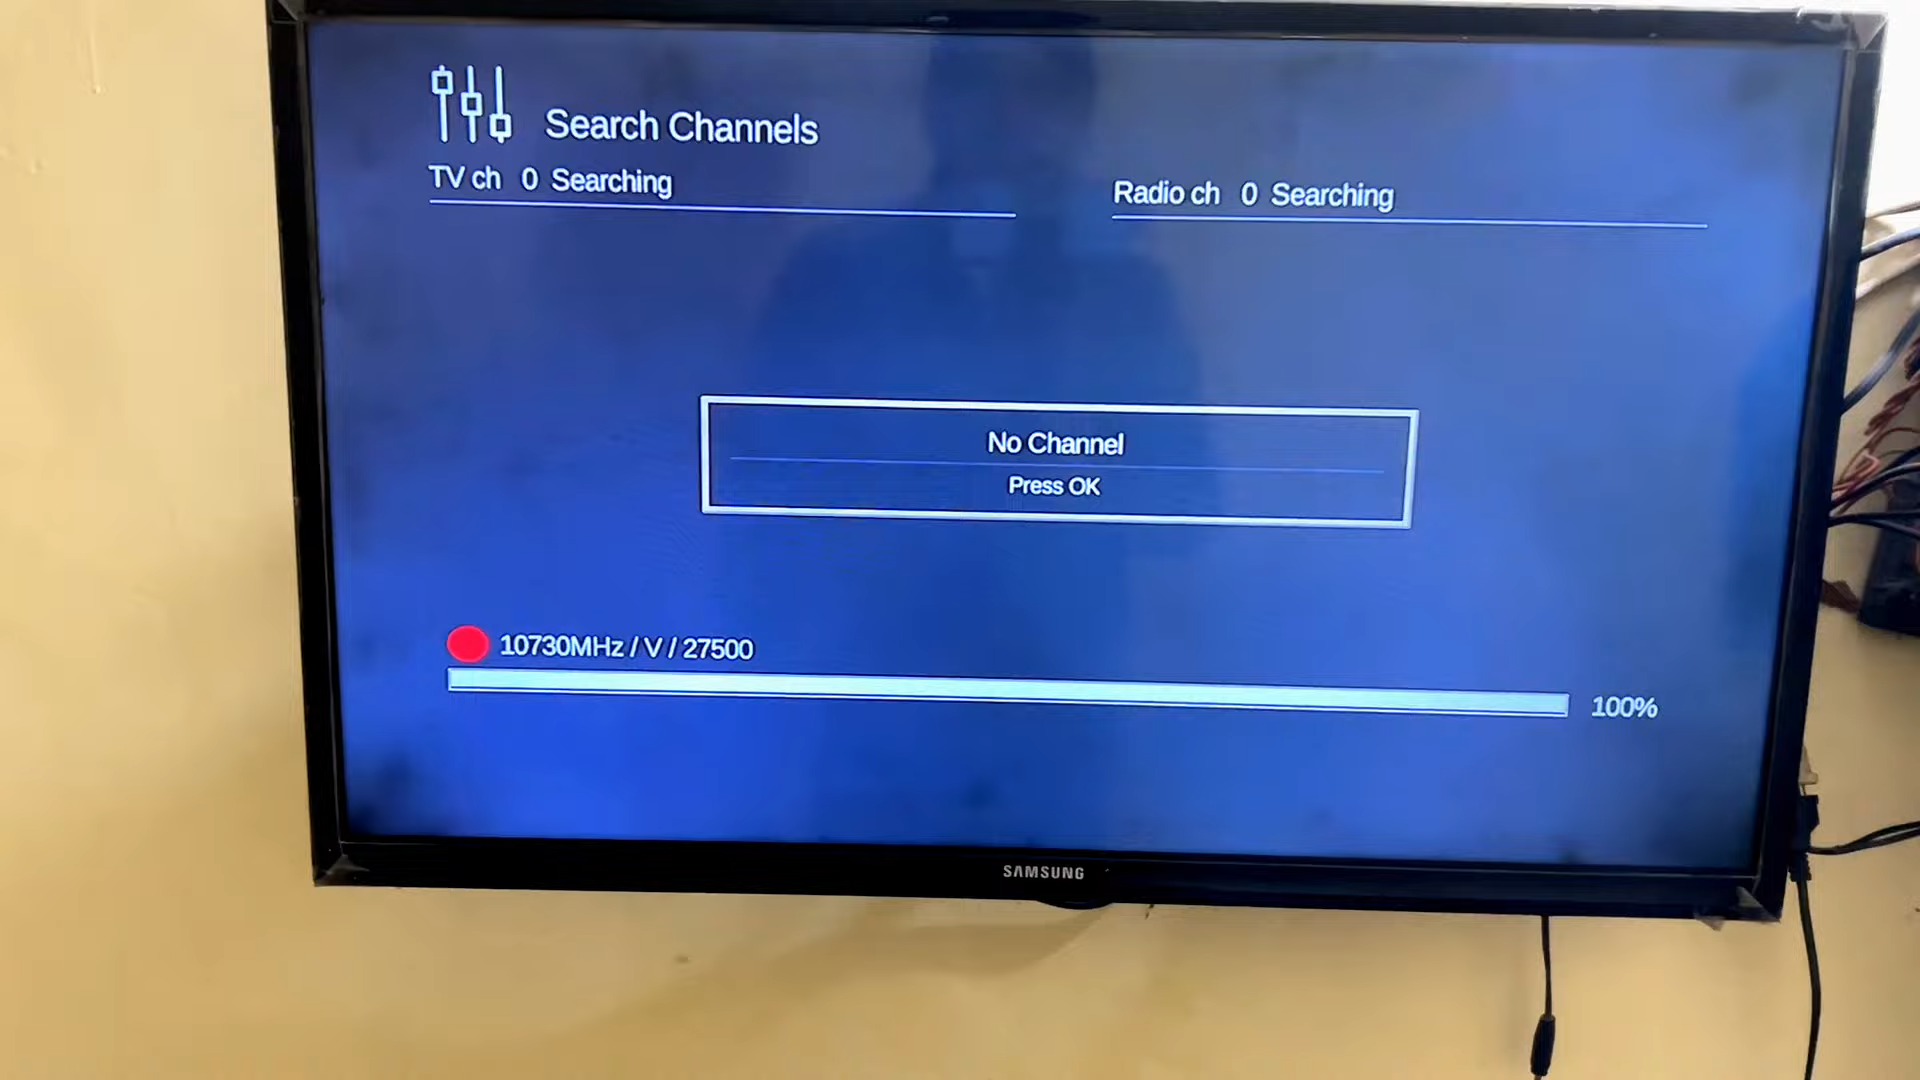 Search Channels
TV ch 0 Searching
Radio ch 0 Searching
No Channel
Press OK
10730MHz / V / 27500
100%
SAMSUNG